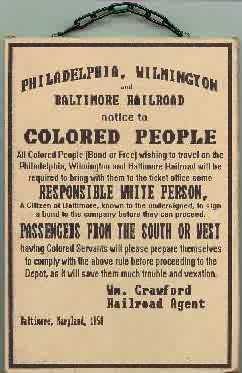 PHILADELPHIA, WILMINGTON
and
BALTIMORE RAILROAD
notice to
COLORED PEOPLE
All Colored People (Bond or Free) wishing to travel on the
Philadelphia, Wilmington and Baltimore Railroad will be
required to bring with them to the ticket office some
RESPONSIBLE WHITE PERSON,
A Citizen of Baltimore, known to the undersigned, to sign
a bond to the company before they can proceed.
PASSENGERS FROM THE SOUTH OR WEST
having Colored Servants will please prepare themselves
to comply with the above rule before proceeding to the
Depot, as it will save them much trouble and vexation.
Wm. Crawford
Railroad Agent
Baltimore, Maryland, 1858